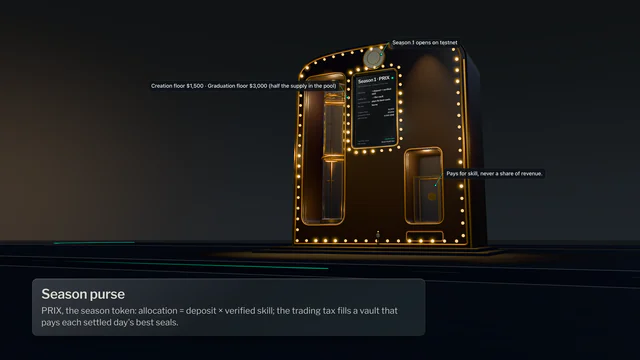 Season 1 opens on testnet
Creation floor $1,500 · Graduation floor $3,000 (half the supply in the pool)
Season 1 · PRIX
Pays for skill, never a share of revenue.
Season purse
PRIX, the season token: allocation = deposit × verified skill; the trading tax fills a vault that
pays each settled day's best seals.